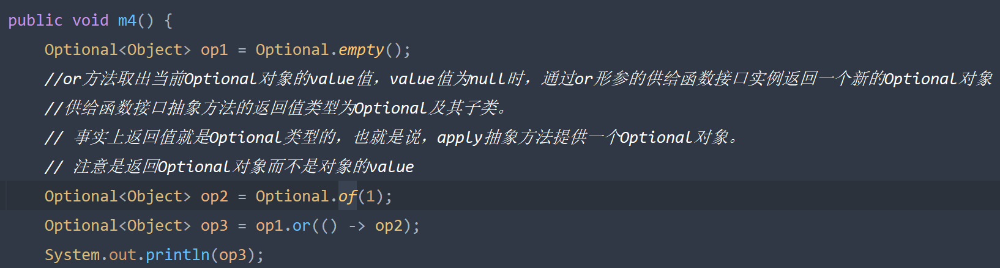 public void m4() {
Optional<Object> op1 = Optional.empty();
//or方法取出当前Optional对象的value值，value值为null时，通过or形参的供给函数接口实例返回一个新的Optional对象
//供给函数接口抽象方法的返回值类型为Optional及其子类。
// 事实上返回值就是Optional类型的，也就是说，apply抽象方法提供一个Optional对象。
// 注意是返回Optional对象而不是对象的value
Optional<Object> op2 = Optional.of(1);
Optional<Object> op3 = op1.or(() -> op2);
System.out.println(op3);